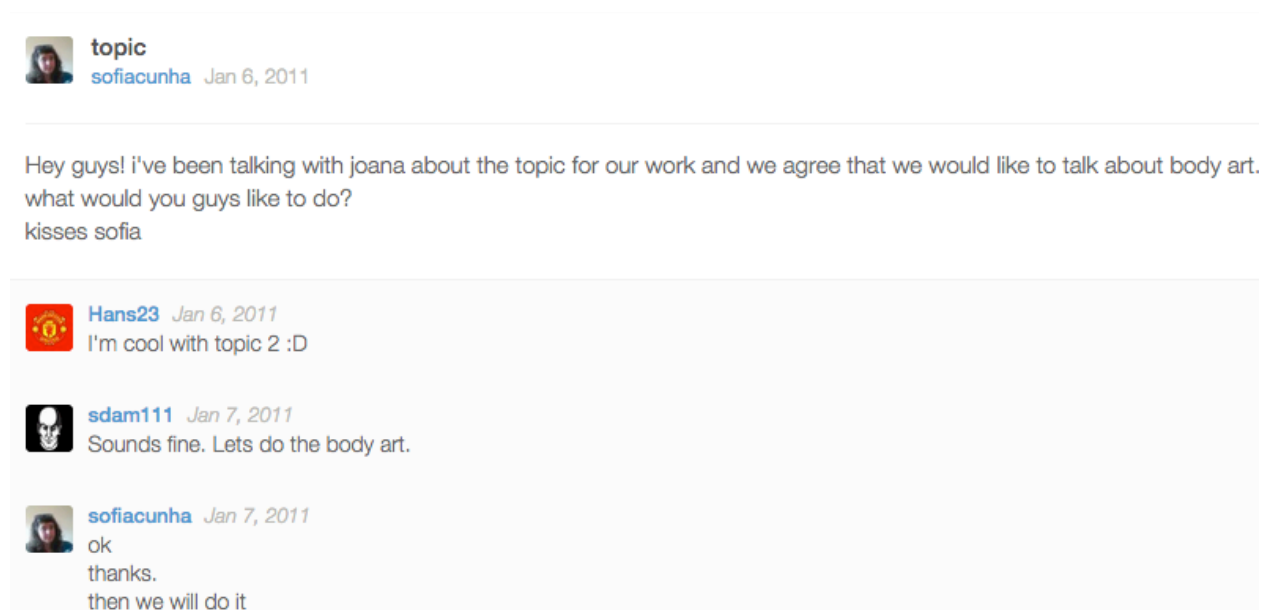 topic
sofiacunha Jan 6, 2011
Hey guys! i've been talking with joana about the topic for our work and we agree that we would like to talk about body art.
what would you guys like to do?
kisses sofia
Hans23 Jan 6, 2011
I'm cool with topic 2 :D
sdam111 Jan 7, 2011
Sounds fine. Lets do the body art.
sofiacunha Jan 7, 2011
ok
thanks.
then we will do it